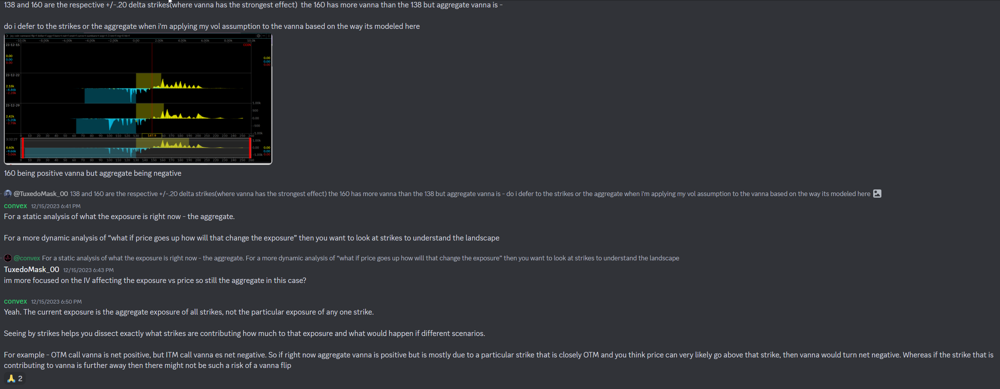 138 and 160 are the respective +/-.20 delta strikes(where vanna has the strongest effect)  the 160 has more vanna than the 138 but aggregate vanna is -
do i defer to the strikes or the aggregate when i'm applying my vol assumption to the vanna based on the way its modeled here
joy coin vannaxoi flip=f dollar=f agg=f bars=t net=f onet=f curve=t sumbars=t exp=1-3 nm=f rng=0 hb=f
-10.0k -8.00k -6.00k -4.00k -2.00k 0.00 2.00k 4.00k 6.00k 8.00k 10.0k
23-12-15 COIN
0.00 0.00
0.00 0.00
0.00 0.00
23-12-22
2.18k
-4.46k
-2.28k
23-12-29 1.00k
500
2.42k 0.00
-5.20k
-2.78k -500
-1.00k
0 10 20 30 40 50 60 70 80 90 100 110 120 130 147.9 60 170 180 190 200 210 220 230 240 250 260
3:32:27 1.00k
4.60k 0.00 0.00
-9.66k 0.00
-5.06k -1.00k 0.00
0 10 20 30 40 50 60 70 80 90 100 110 120 130 140 150 160 170 180 190 200 210 220 230 240 250 260
160 being positive vanna but aggregate being negative
@TuxedoMask_00 138 and 160 are the respective +/-.20 delta strikes(where vanna has the strongest effect) the 160 has more vanna than the 138 but aggregate vanna is - do i defer to the strikes or the aggregate when i'm applying my vol assumption to the vanna based on the way its modeled here
convex 12/15/2023 6:41 PM
For a static analysis of what the exposure is right now - the aggregate.
For a more dynamic analysis of “what if price goes up how will that change the exposure” then you want to look at strikes to understand the landscape
@convex For a static analysis of what the exposure is right now - the aggregate. For a more dynamic analysis of “what if price goes up how will that change the exposure” then you want to look at strikes to understand the landscape
TuxedoMask_00 12/15/2023 6:43 PM
im more focused on the IV affecting the exposure vs price so still the aggregate in this case?
convex 12/15/2023 6:50 PM
Yeah. The current exposure is the aggregate exposure of all strikes, not the particular exposure of any one strike.
Seeing by strikes helps you dissect exactly what strikes are contributing how much to that exposure and what would happen if different scenarios.
For example - OTM call vanna is net positive, but ITM call vanna es net negative. So if right now aggregate vanna is positive but is mostly due to a particular strike that is closely OTM and you think price can very likely go above that strike, then vanna would turn net negative. Whereas if the strike that is
contributing to vanna is further away then there might not be such a risk of a vanna flip
🙏 2